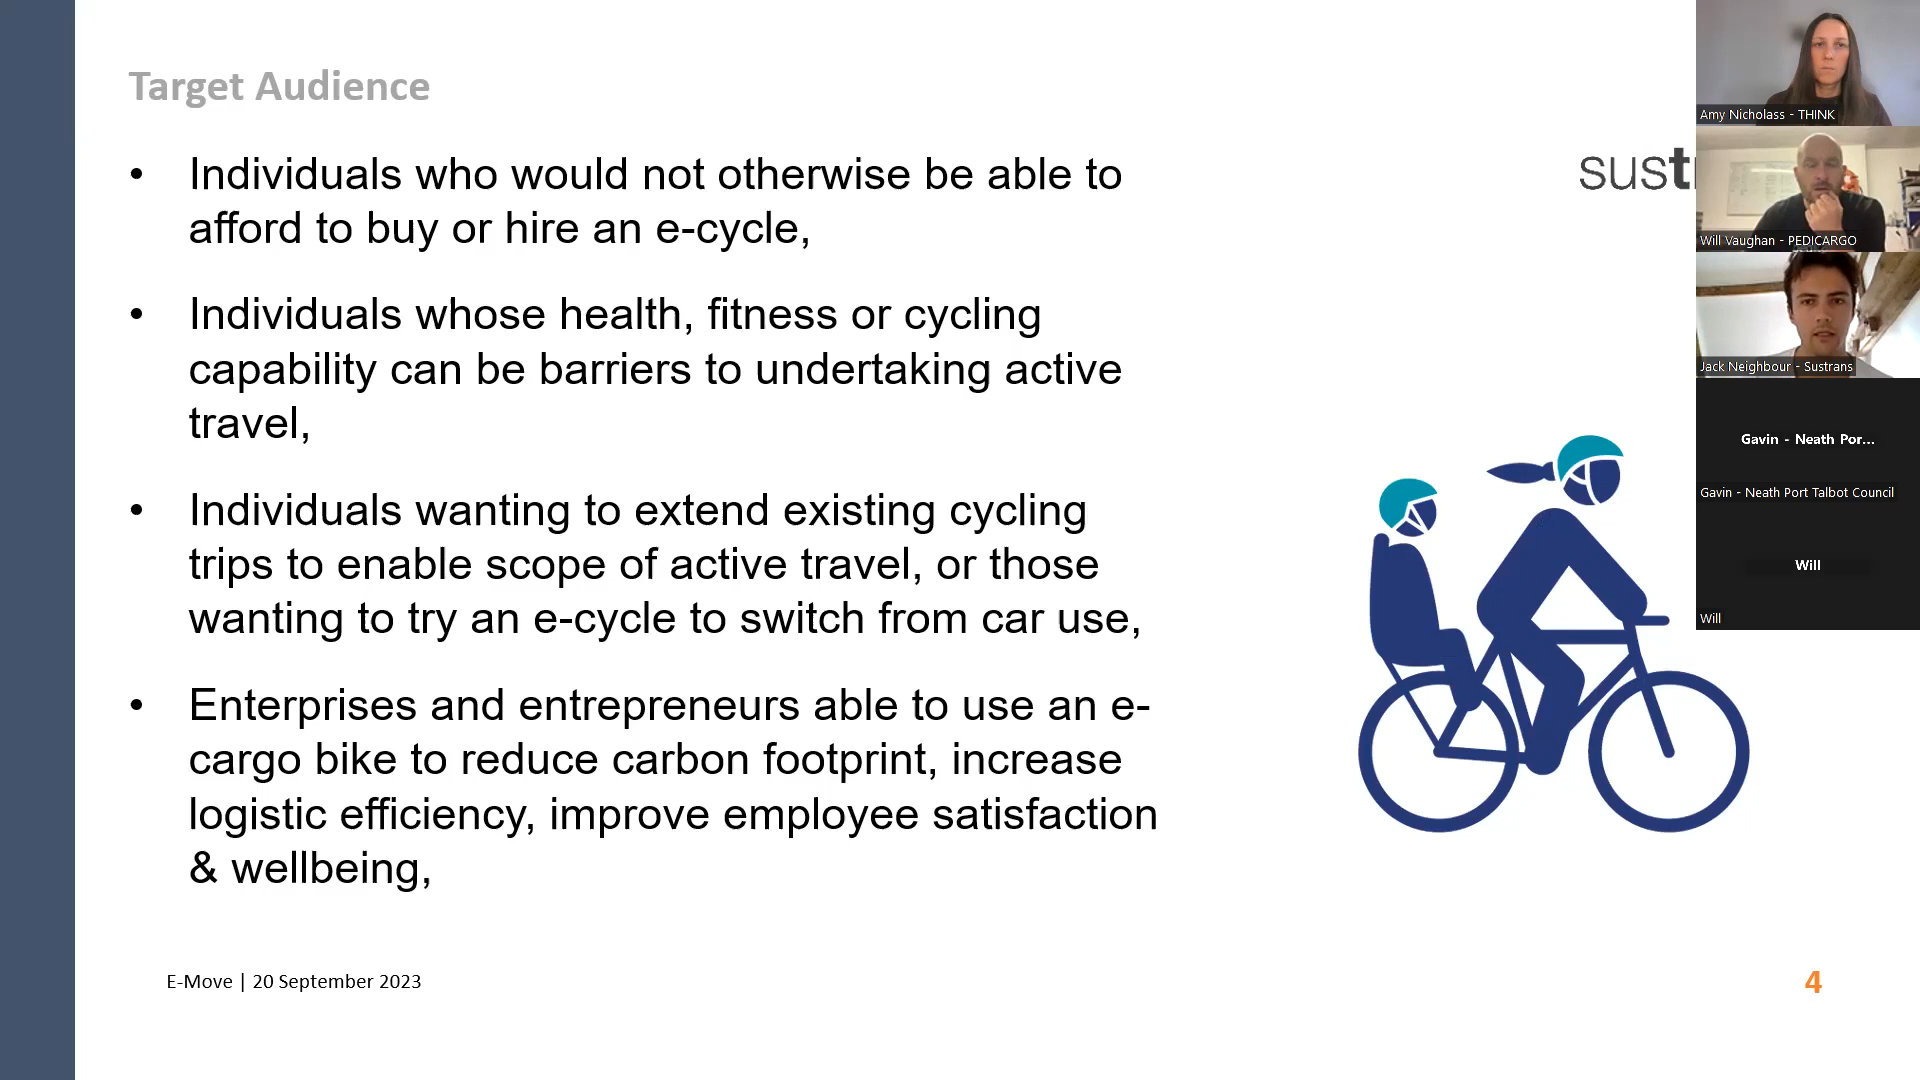 Target Audience
• Individuals who would not otherwise be able to
afford to buy or hire an e-cycle,
• Individuals whose health, fitness or cycling
capability can be barriers to undertaking active
travel,
• Individuals wanting to extend existing cycling
trips to enable scope of active travel, or those
wanting to try an e-cycle to switch from car use,
• Enterprises and entrepreneurs able to use an e-
cargo bike to reduce carbon footprint, increase
logistic efficiency, improve employee satisfaction
& wellbeing,
E-Move | 20 September 2023
4
sust
Amy Nicholass - THINK
Will Vaughan - PEDICARGO
Jack Neighbour - Sustrans
Gavin - Neath Por...
Gavin - Neath Port Talbot Council
Will
Will